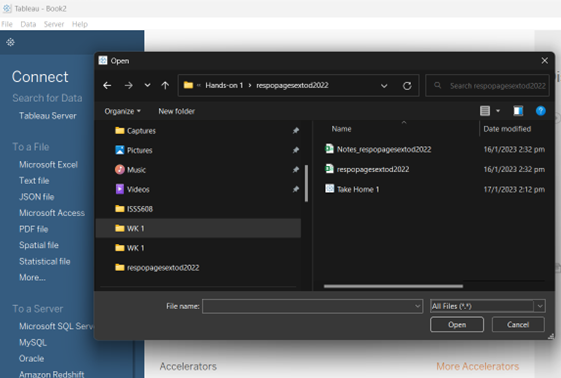 Tableau - Book2
File Data Server Help
Connect
Search for Data
Tableau Server
To a File
Microsoft Excel
Text file
JSON file
Microsoft Access
PDF file
Spatial file
Statistical file
More...
To a Server
Microsoft SQL Serve
MySQL
Oracle
Amazon Redshift
Open
« Hands-on 1 > respopagesextod2022
Search respopagesextod2022
Organize New folder
Captures
Pictures
Music
Videos
ISSS608
WK 1
WK 1
respopagesextod2022
Name Date modified
Notes_respopagesextod2022 16/1/2023 2:32 pm
respopagesextod2022 16/1/2023 2:32 pm
Take Home 1 17/1/2023 2:12 pm
File name: All Files (*.*)
Open Cancel
Accelerators More Accelerators